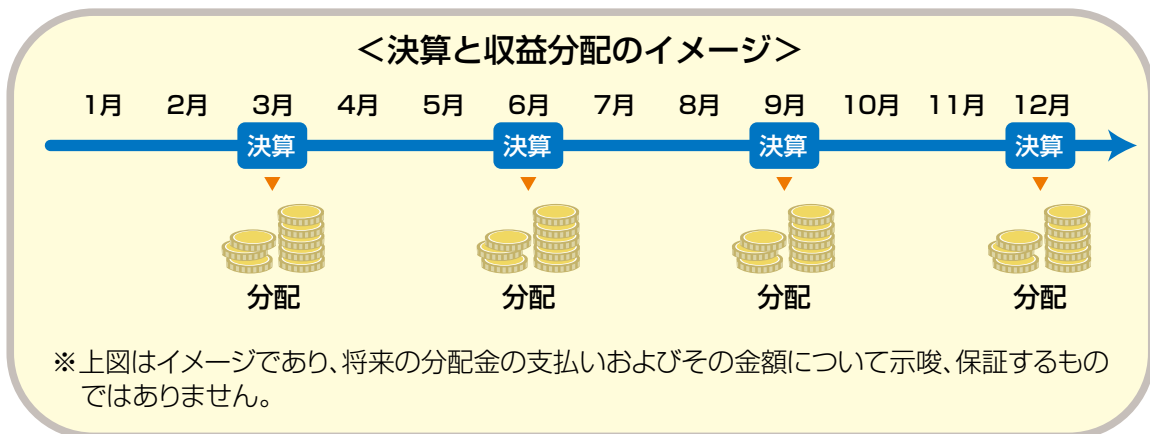 ＜決算と収益分配のイメージ＞
1月 2月 3月 4月 5月 6月 7月 8月 9月 10月 11月 12月
決算 決算 決算 決算
分配 分配 分配 分配
※上図はイメージであり、将来の分配金の支払いおよびその金額について示唆、保証するもの
ではありません。